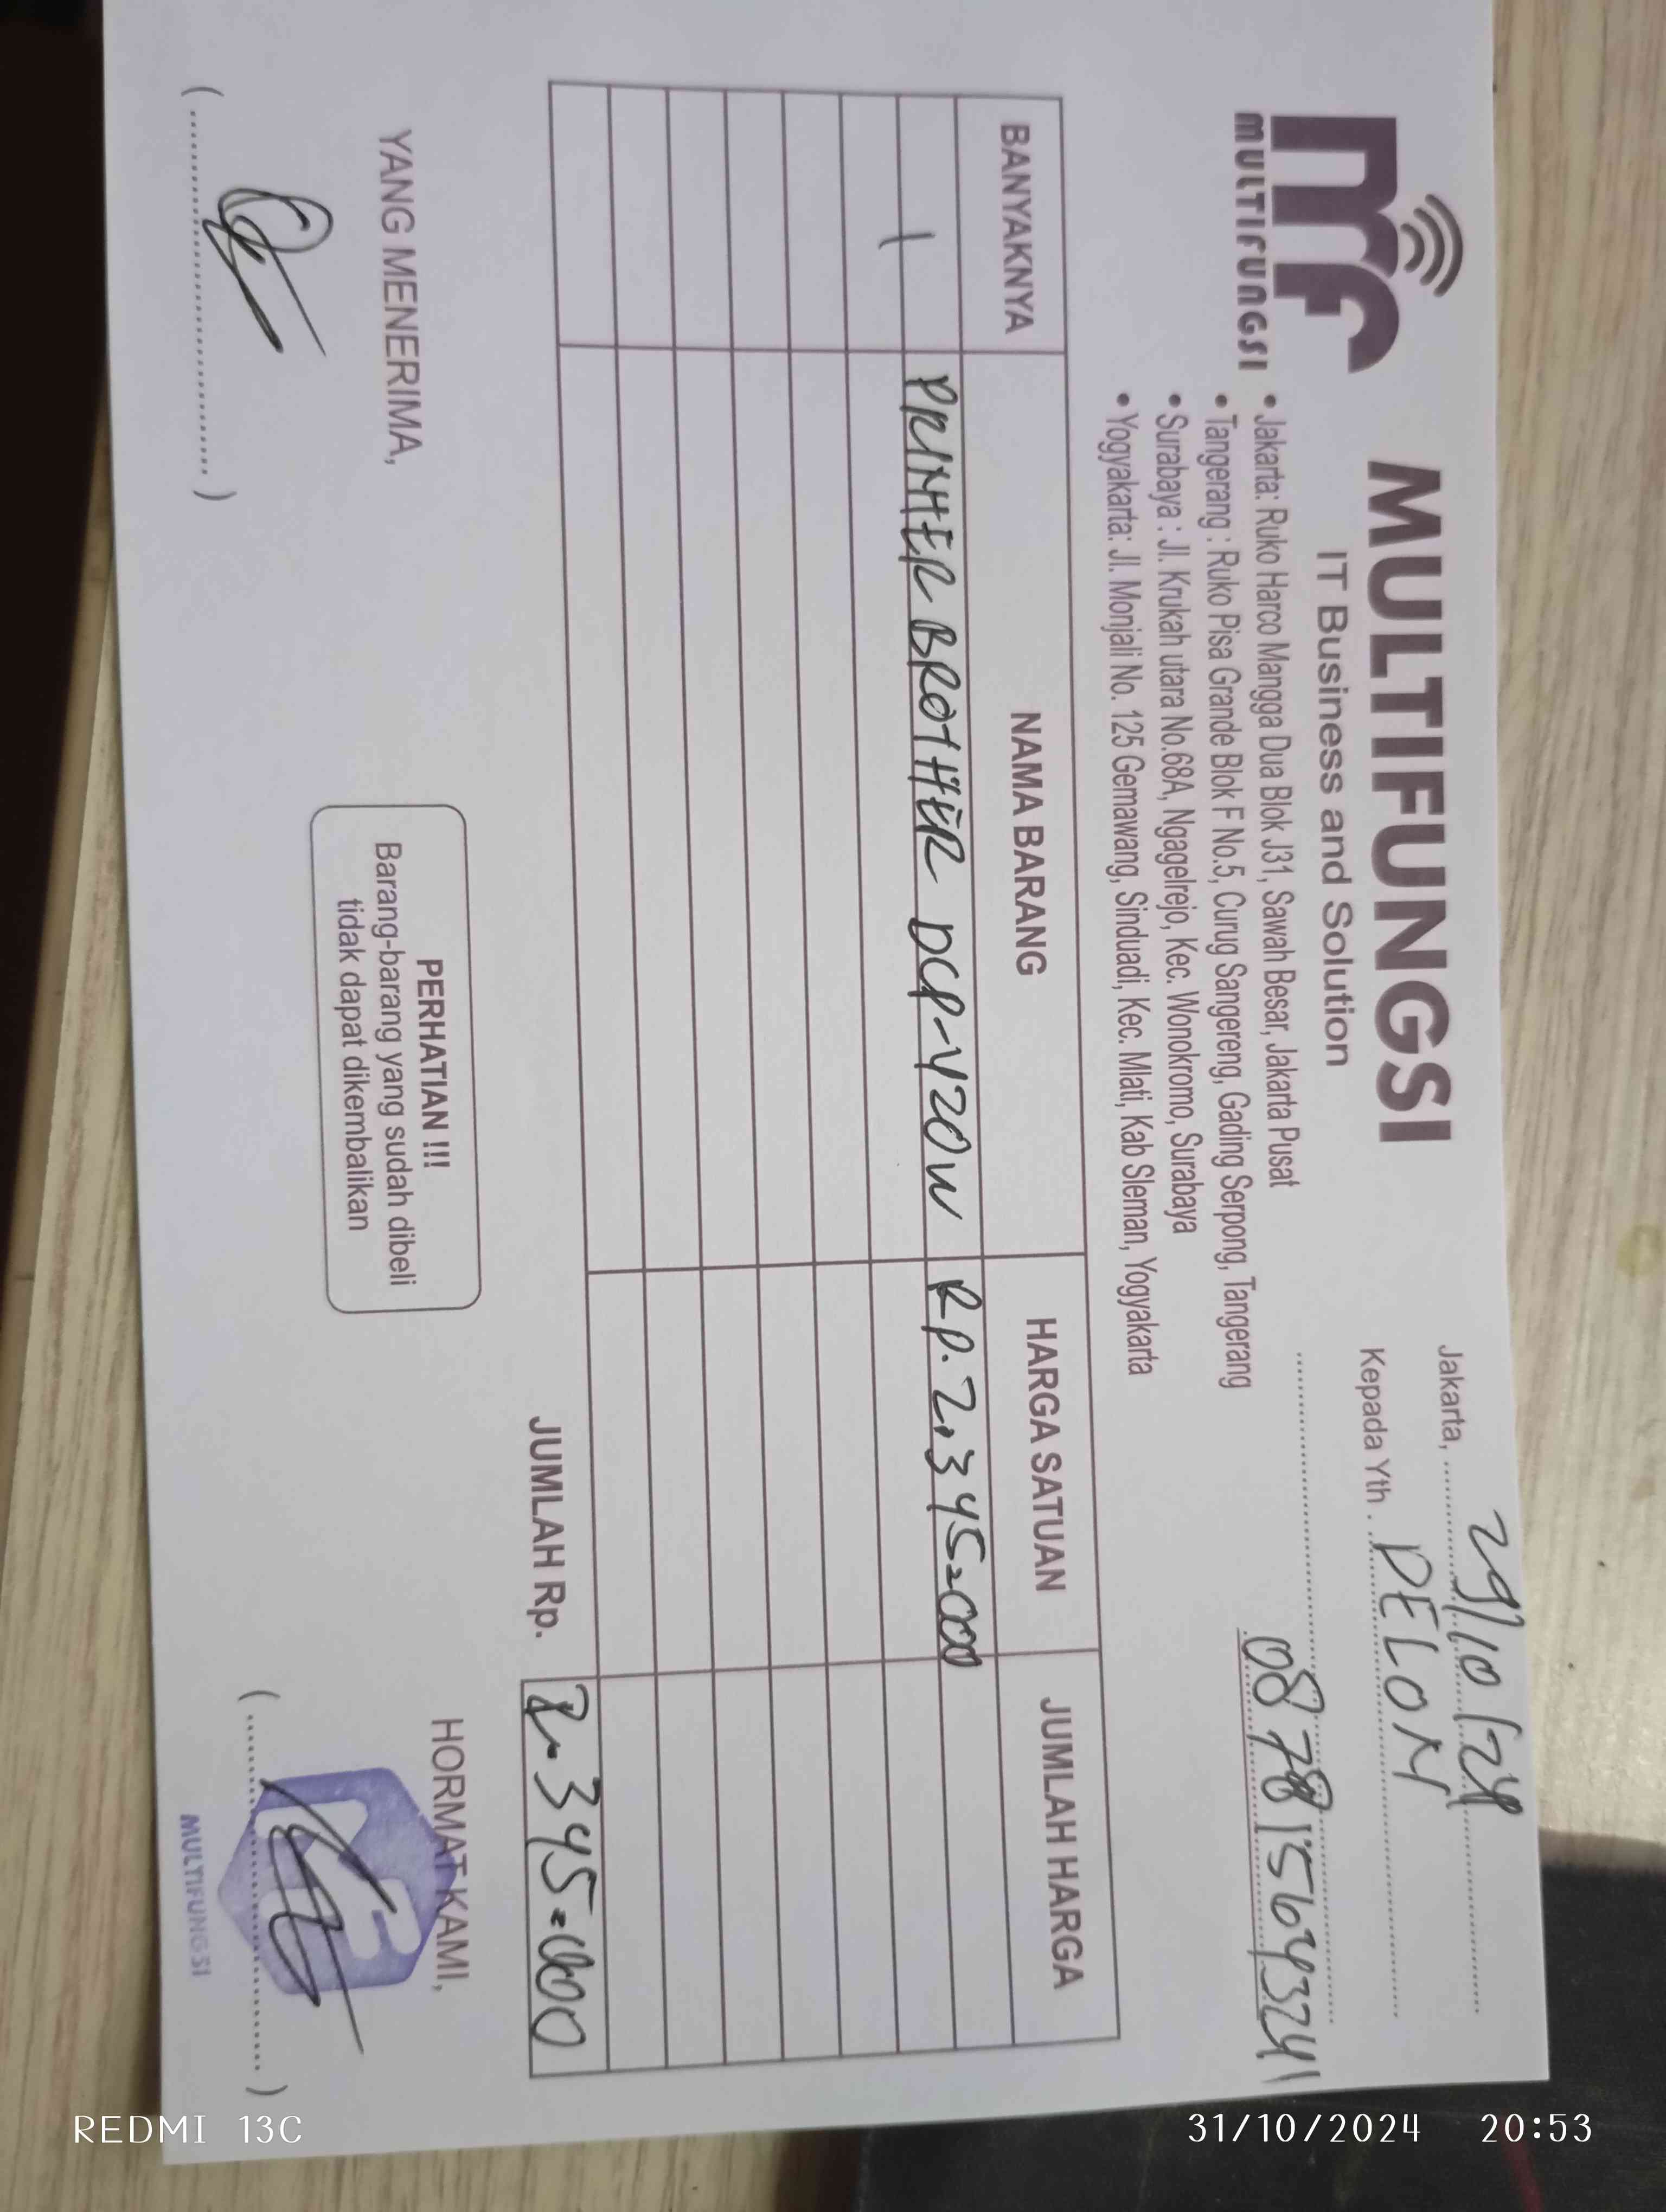 MULTIFUNGSI
MULTIFUNGSI
IT Business and Solution
• Jakarta: Ruko Harco Mangga Dua Blok J31, Sawah Besar, Jakarta Pusat
• Tangerang : Ruko Pisa Grande Blok F No.5, Curug Sangereng, Gading Serpong, Tangerang
• Surabaya : Jl. Krukah utara No.68A, Ngagelrejo, Kec. Wonokromo, Surabaya
• Yogyakarta: Jl. Monjali No. 125 Gemawang, Sinduadi, Kec. Mlati, Kab Sleman, Yogyakarta
Jakarta, 29/10/24
Kepada Yth. DELON
BANYAKNYA NAMA BARANG HARGA SATUAN JUMLAH HARGA
1 PRINTER BROTHER DCP-420W Rp. 2.345.000
JUMLAH Rp. 2.345.000
YANG MENERIMA,
PERHATIAN !!!
Barang-barang yang sudah dibeli
tidak dapat dikembalikan
HORMAT KAMI,
MULTIFUNGSI
REDMI 13C
31/10/2024 20:53